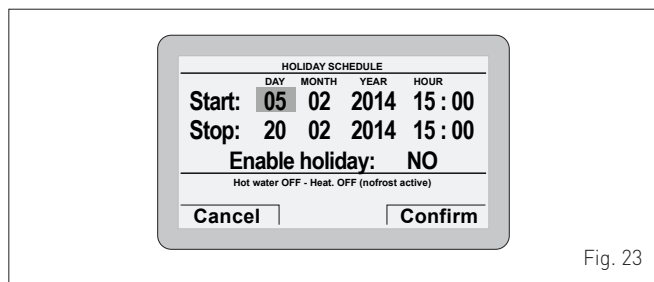 HOLIDAY SCHEDULE
DAY MONTH YEAR HOUR
Start: 05 02 2014 15 : 00
Stop: 20 02 2014 15 : 00
Enable holiday: NO
Hot water OFF - Heat. OFF (nofrost active)
Cancel Confirm
Fig. 23